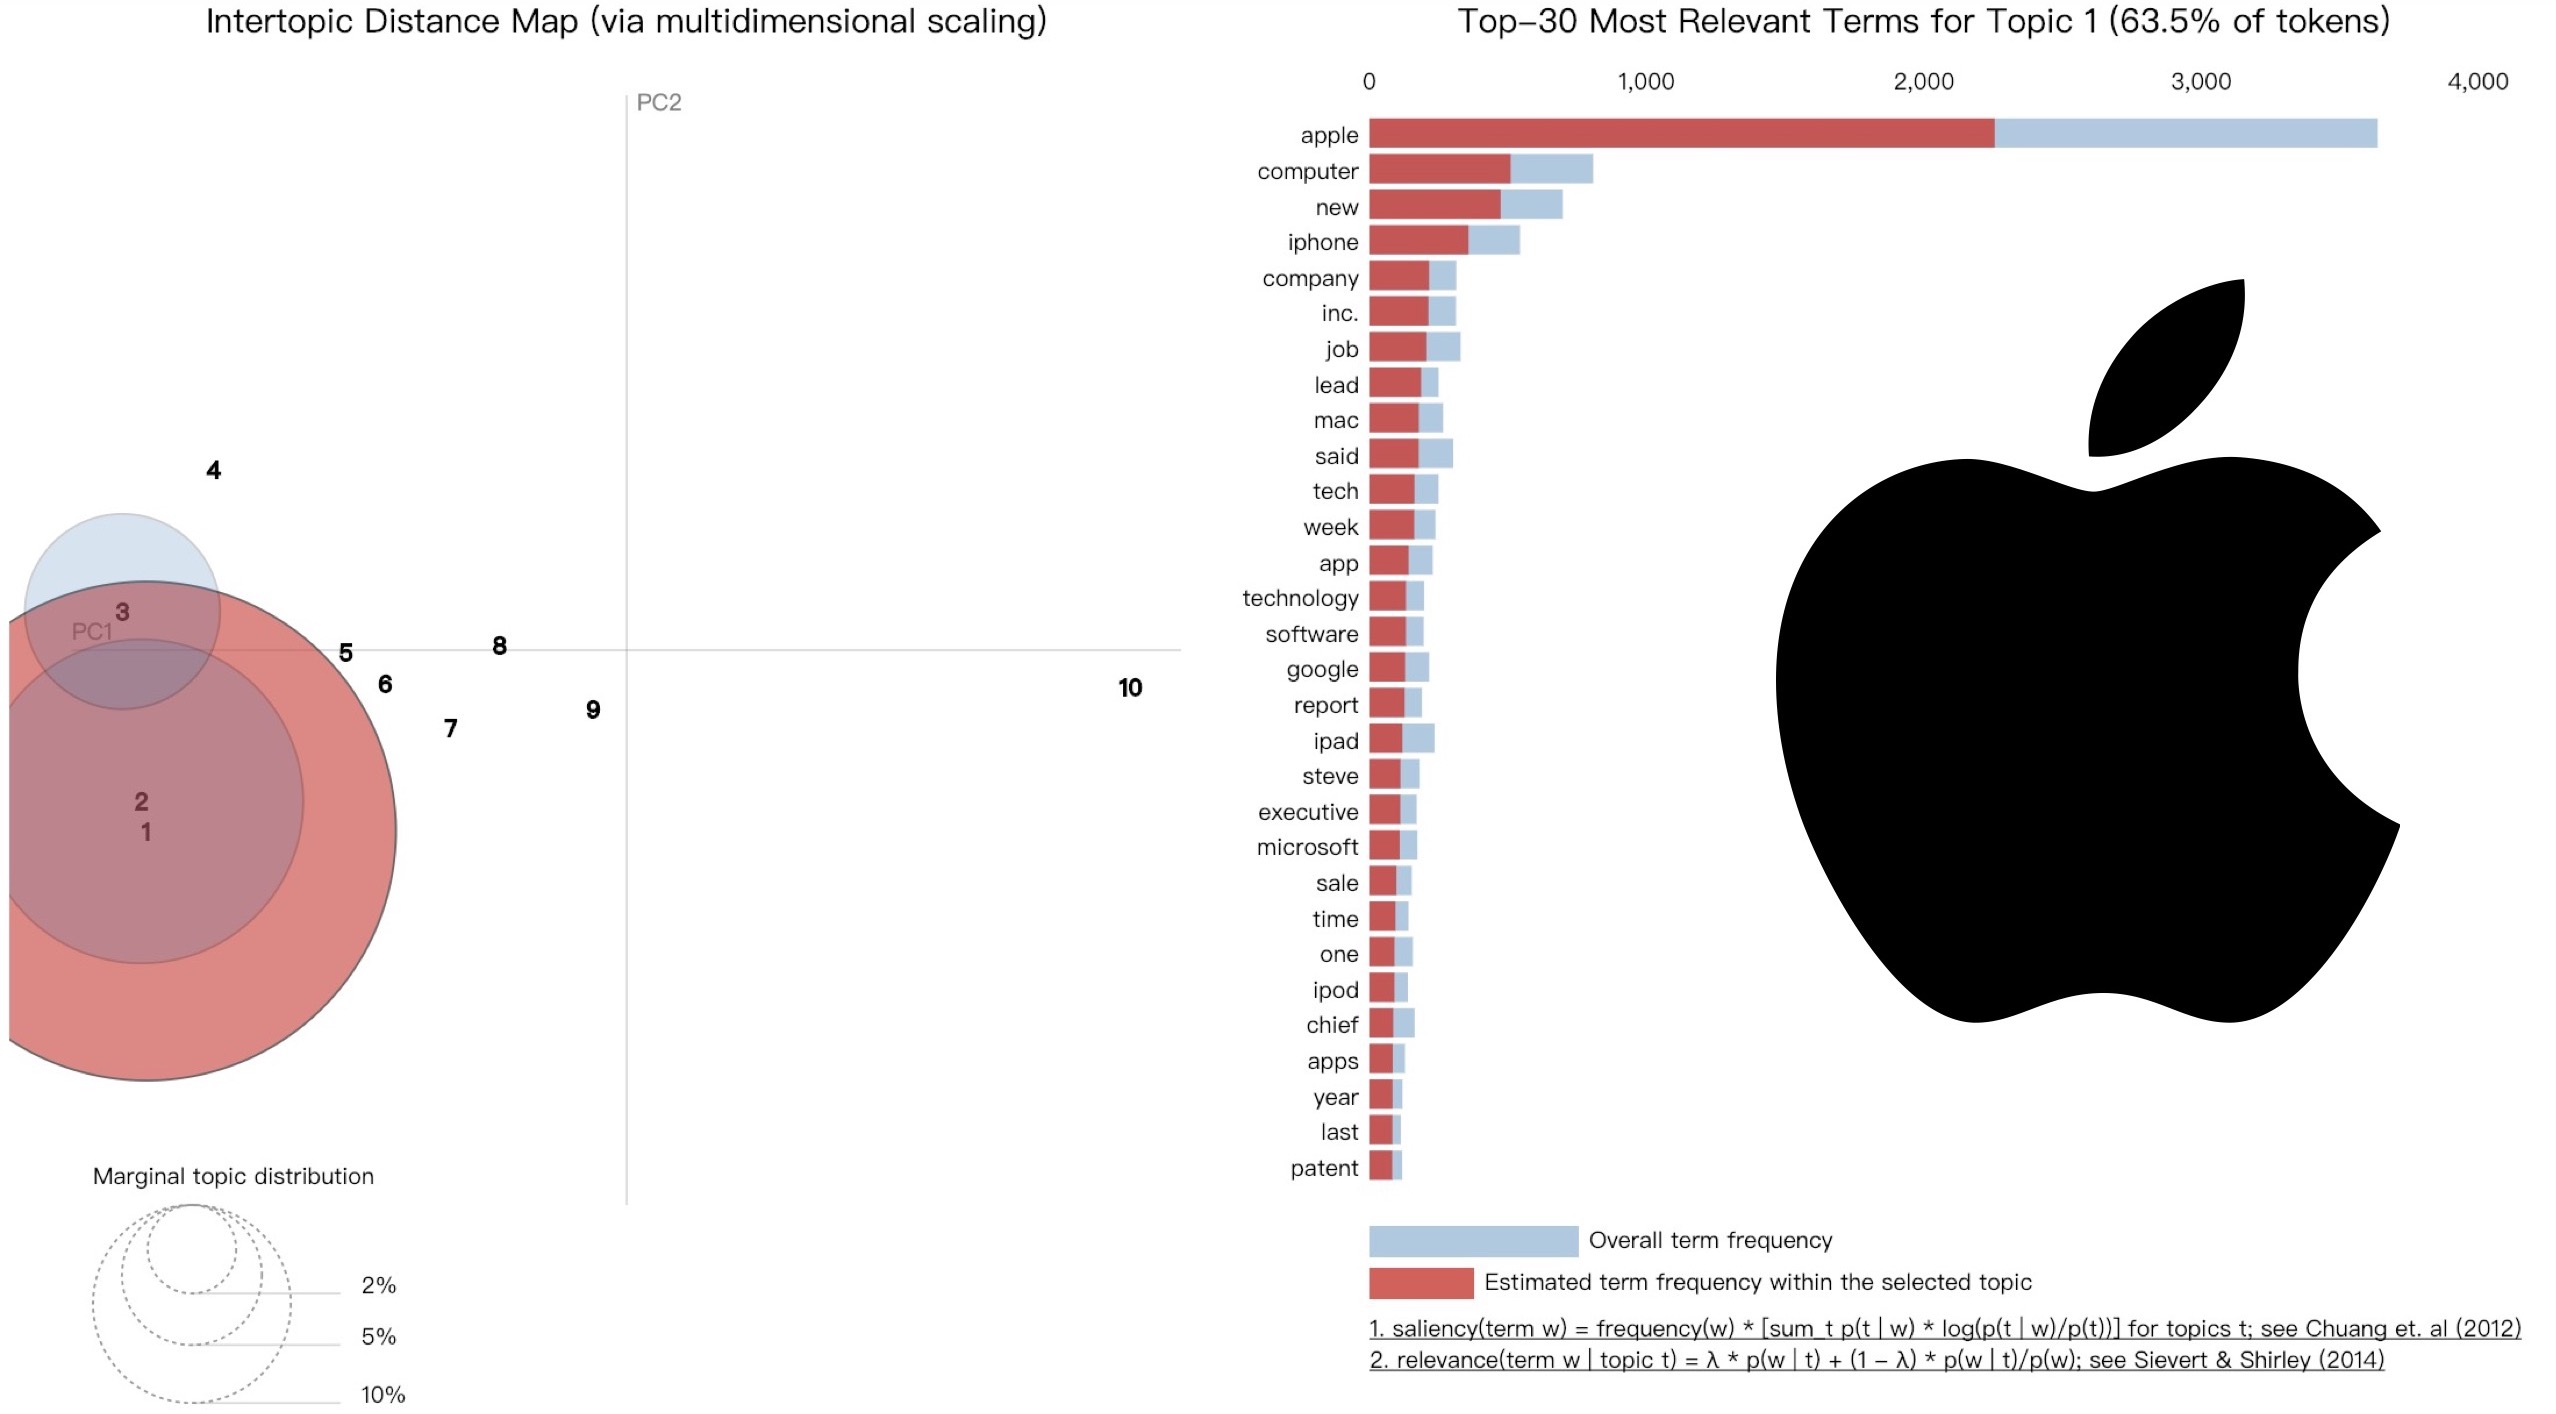 Intertopic Distance Map (via multidimensional scaling)
PC2
4
3
PC1
5
8
6
10
9
7
2
1
Marginal topic distribution
2%
5%
10%
Top-30 Most Relevant Terms for Topic 1 (63.5% of tokens)
0 1,000 2,000 3,000 4,000
apple
computer
new
iphone
company
inc.
job
lead
mac
said
tech
week
app
technology
software
google
report
ipad
steve
executive
microsoft
sale
time
one
ipod
chief
apps
year
last
patent
Overall term frequency
Estimated term frequency within the selected topic
1. saliency(term w) = frequency(w) * [sum_t p(t | w) * log(p(t | w)/p(t))] for topics t; see Chuang et. al (2012)
2. relevance(term w | topic t) = λ * p(w | t) + (1 - λ) * p(w | t)/p(w); see Sievert & Shirley (2014)